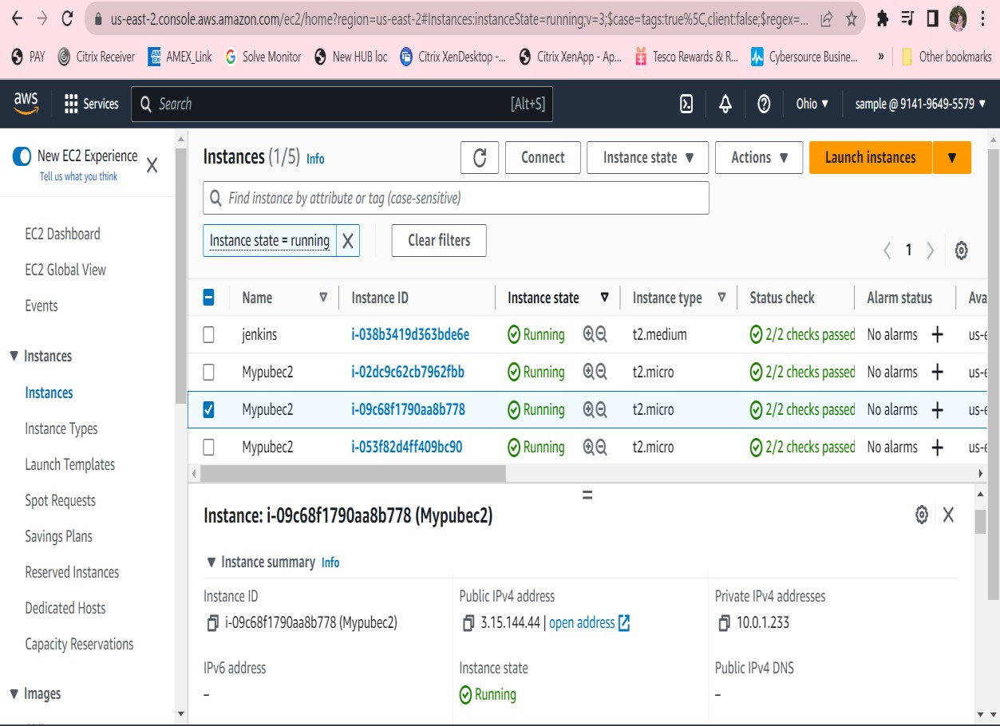 us-east-2.console.aws.amazon.com/ec2/home?region=us-east-2#Instances:instanceState=running;v=3;$case=tags:true%5C,client:false;$regex=...
PAY Citrix Receiver AMEX_Link Solve Monitor New HUB loc Citrix XenDesktop -... Citrix XenApp - Ap... Tesco Rewards & R... Cybersource Busine... » Other bookmarks
aws Services Search [Alt+S] Ohio ▼ sample @ 9141-9649-5579 ▼
New EC2 Experience
Tell us what you think
EC2 Dashboard
EC2 Global View
Events
▼ Instances
Instances
Instance Types
Launch Templates
Spot Requests
Savings Plans
Reserved Instances
Dedicated Hosts
Capacity Reservations
▼ Images
Instances (1/5) Info Connect Instance state ▼ Actions ▼ Launch instances ▼
Find instance by attribute or tag (case-sensitive)
Instance state = running Clear filters
1
Name Instance ID Instance state Instance type Status check Alarm status Ava
jenkins i-038b3419d363bde6e Running t2.medium 2/2 checks passed No alarms + us-e
Mypubec2 i-02dc9c62cb7962fbb Running t2.micro 2/2 checks passed No alarms + us-e
Mypubec2 i-09c68f1790aa8b778 Running t2.micro 2/2 checks passed No alarms + us-e
Mypubec2 i-053f82d4ff409bc90 Running t2.micro 2/2 checks passed No alarms + us-e
Instance: i-09c68f1790aa8b778 (Mypubec2)
▼ Instance summary Info
Instance ID Public IPv4 address Private IPv4 addresses
i-09c68f1790aa8b778 (Mypubec2) 3.15.144.44 | open address 10.0.1.233
IPv6 address Instance state Public IPv4 DNS
– Running –